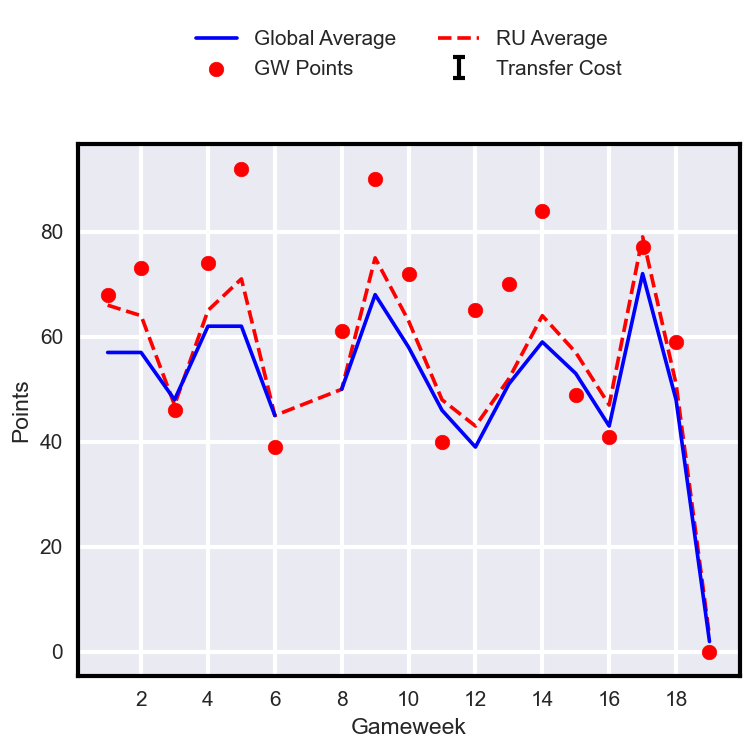 Global Average RU Average
GW Points Transfer Cost
80
60
40
20
0
Points
2 4 6 8 10 12 14 16 18
Gameweek